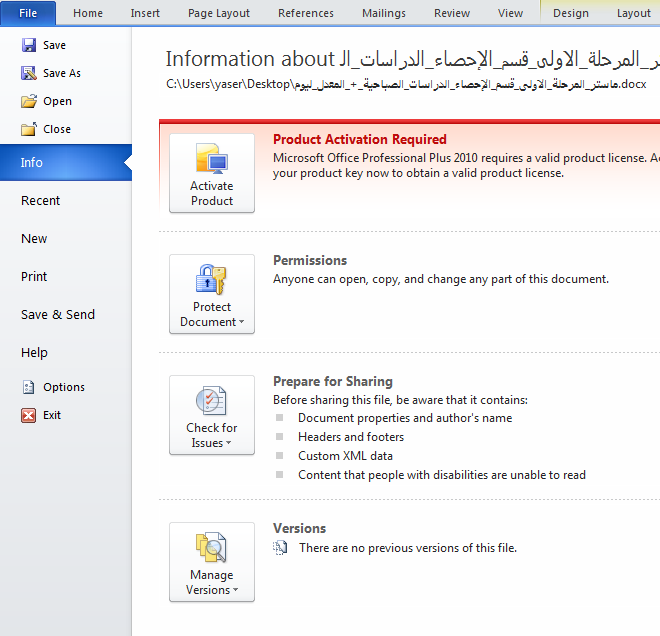 File Home Insert Page Layout References Mailings Review View Design Layout
Save
Save As
Open
Close
Info
Recent
New
Print
Save & Send
Help
Options
Exit
Information about ر_المرحلة_الاولى_قسم_الإحصاء_الدراسات_ال
C:\Users\yaser\Desktop\ماستر_المرحلة_الاولى_قسم_الإحصاء_الدراسات_الصباحية_+_المعدل_ليوم.docx
Activate
Product
Product Activation Required
Microsoft Office Professional Plus 2010 requires a valid product license.
your product key now to obtain a valid product license.
Protect
Document
Permissions
Anyone can open, copy, and change any part of this document.
Check for
Issues
Prepare for Sharing
Before sharing this file, be aware that it contains:
Document properties and author's name
Headers and footers
Custom XML data
Content that people with disabilities are unable to read
Manage
Versions
Versions
There are no previous versions of this file.